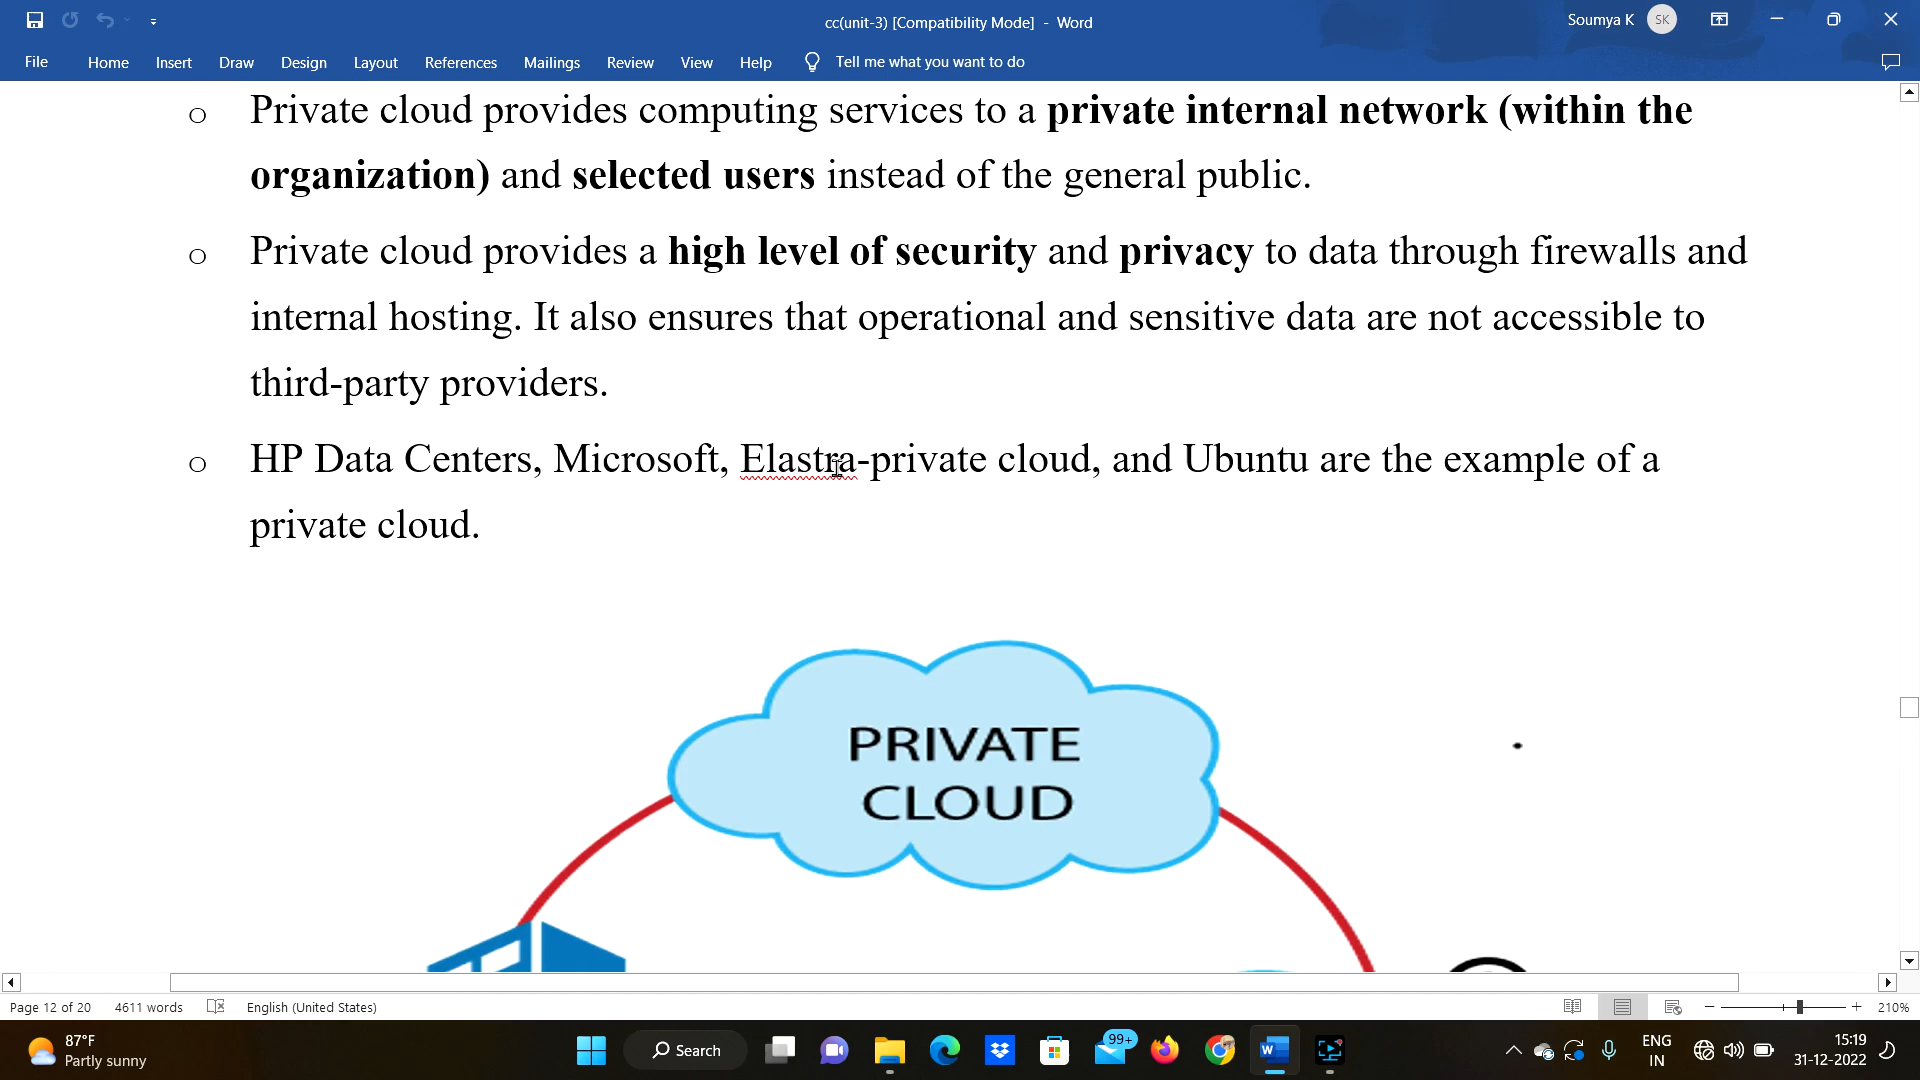 cc(unit-3) [Compatibility Mode] - Word
Soumya K
SK
File Home Insert Draw Design Layout References Mailings Review View Help Tell me what you want to do
o Private cloud provides computing services to a private internal network (within the
organization) and selected users instead of the general public.
o Private cloud provides a high level of security and privacy to data through firewalls and
internal hosting. It also ensures that operational and sensitive data are not accessible to
third-party providers.
o HP Data Centers, Microsoft, Elastra-private cloud, and Ubuntu are the example of a
private cloud.
PRIVATE
CLOUD
Page 12 of 20 4611 words English (United States) 210%
87°F
Partly sunny
Search
99+
ENG
IN
15:19
31-12-2022